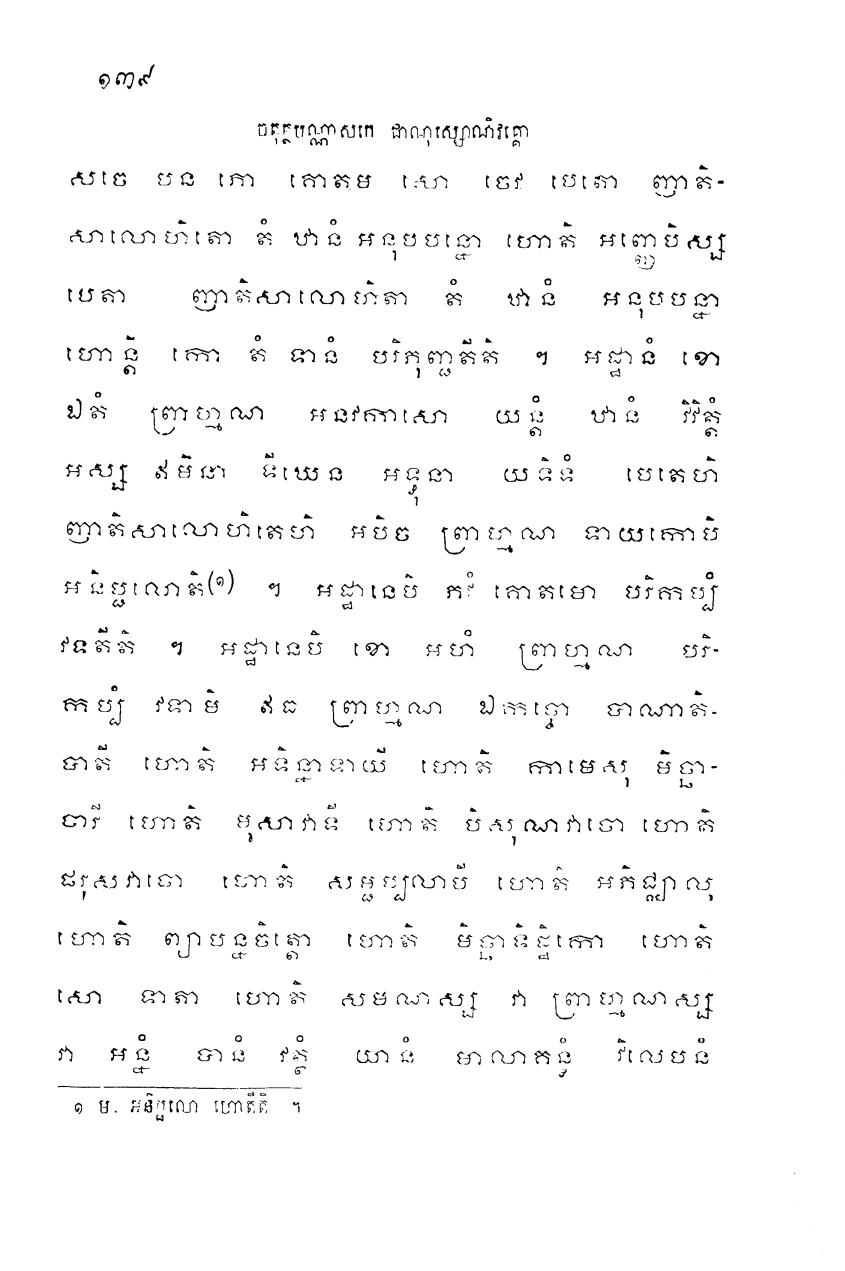 ១៣៩
ចតុត្ថបណ្ណាសកេ ជាណុស្សោណិវគ្គោ
សចេ បន ភោ គោតម សោ ចេវ បេតោ ញាតិ-
សាលោហិតោ តំ ឋានំ អនុបបន្នោ ហោតិ អញ្ញេបិស្ស
បេតា ញាតិសាលោហិតា តំ ឋានំ អនុបបន្នា
ហោន្តិ កោ តំ ទានំ បរិភុញ្ជតីតិ ។ អដ្ឋានំ ខោ
ឯតំ ព្រាហ្មណ អនវកាសោ យន្តំ ឋានំ វិវិត្តំ
អស្ស ឥមិនា ទីឃេន អទ្ធុនា យទិទំ បេតេហិ
ញាតិសាលោហិតេហិ អបិច ព្រាហ្មណ ទាយកោបិ
អនិប្ផលោតិ(១) ។ អដ្ឋានេបិ ភវំ គោតមោ បរិកប្បំ
វទតីតិ ។ អដ្ឋានេបិ ខោ អហំ ព្រាហ្មណ បរិ-
កប្បំ វទាមិ ឥធ ព្រាហ្មណ ឯកច្ចោ បាណាតិ-
បាតី ហោតិ អទិន្នាទាយី ហោតិ កាមេសុ មិច្ឆា-
ចារី ហោតិ មុសាវាទី ហោតិ បិសុណវាចោ ហោតិ
ផរុសវាចោ ហោតិ សម្ផប្បលាបី ហោតិ អភិជ្ឈាលុ
ហោតិ ព្យាបន្នចិត្តោ ហោតិ មិច្ឆាទិដ្ឋិកោ ហោតិ
សោ ទាតា ហោតិ សមណស្ស វា ព្រាហ្មណស្ស
វា អន្នំ បានំ វត្ថំ យានំ មាលាគន្ធំ វិលេបនំ
១ ម. អនិប្ផលោ ហោតីតិ ។